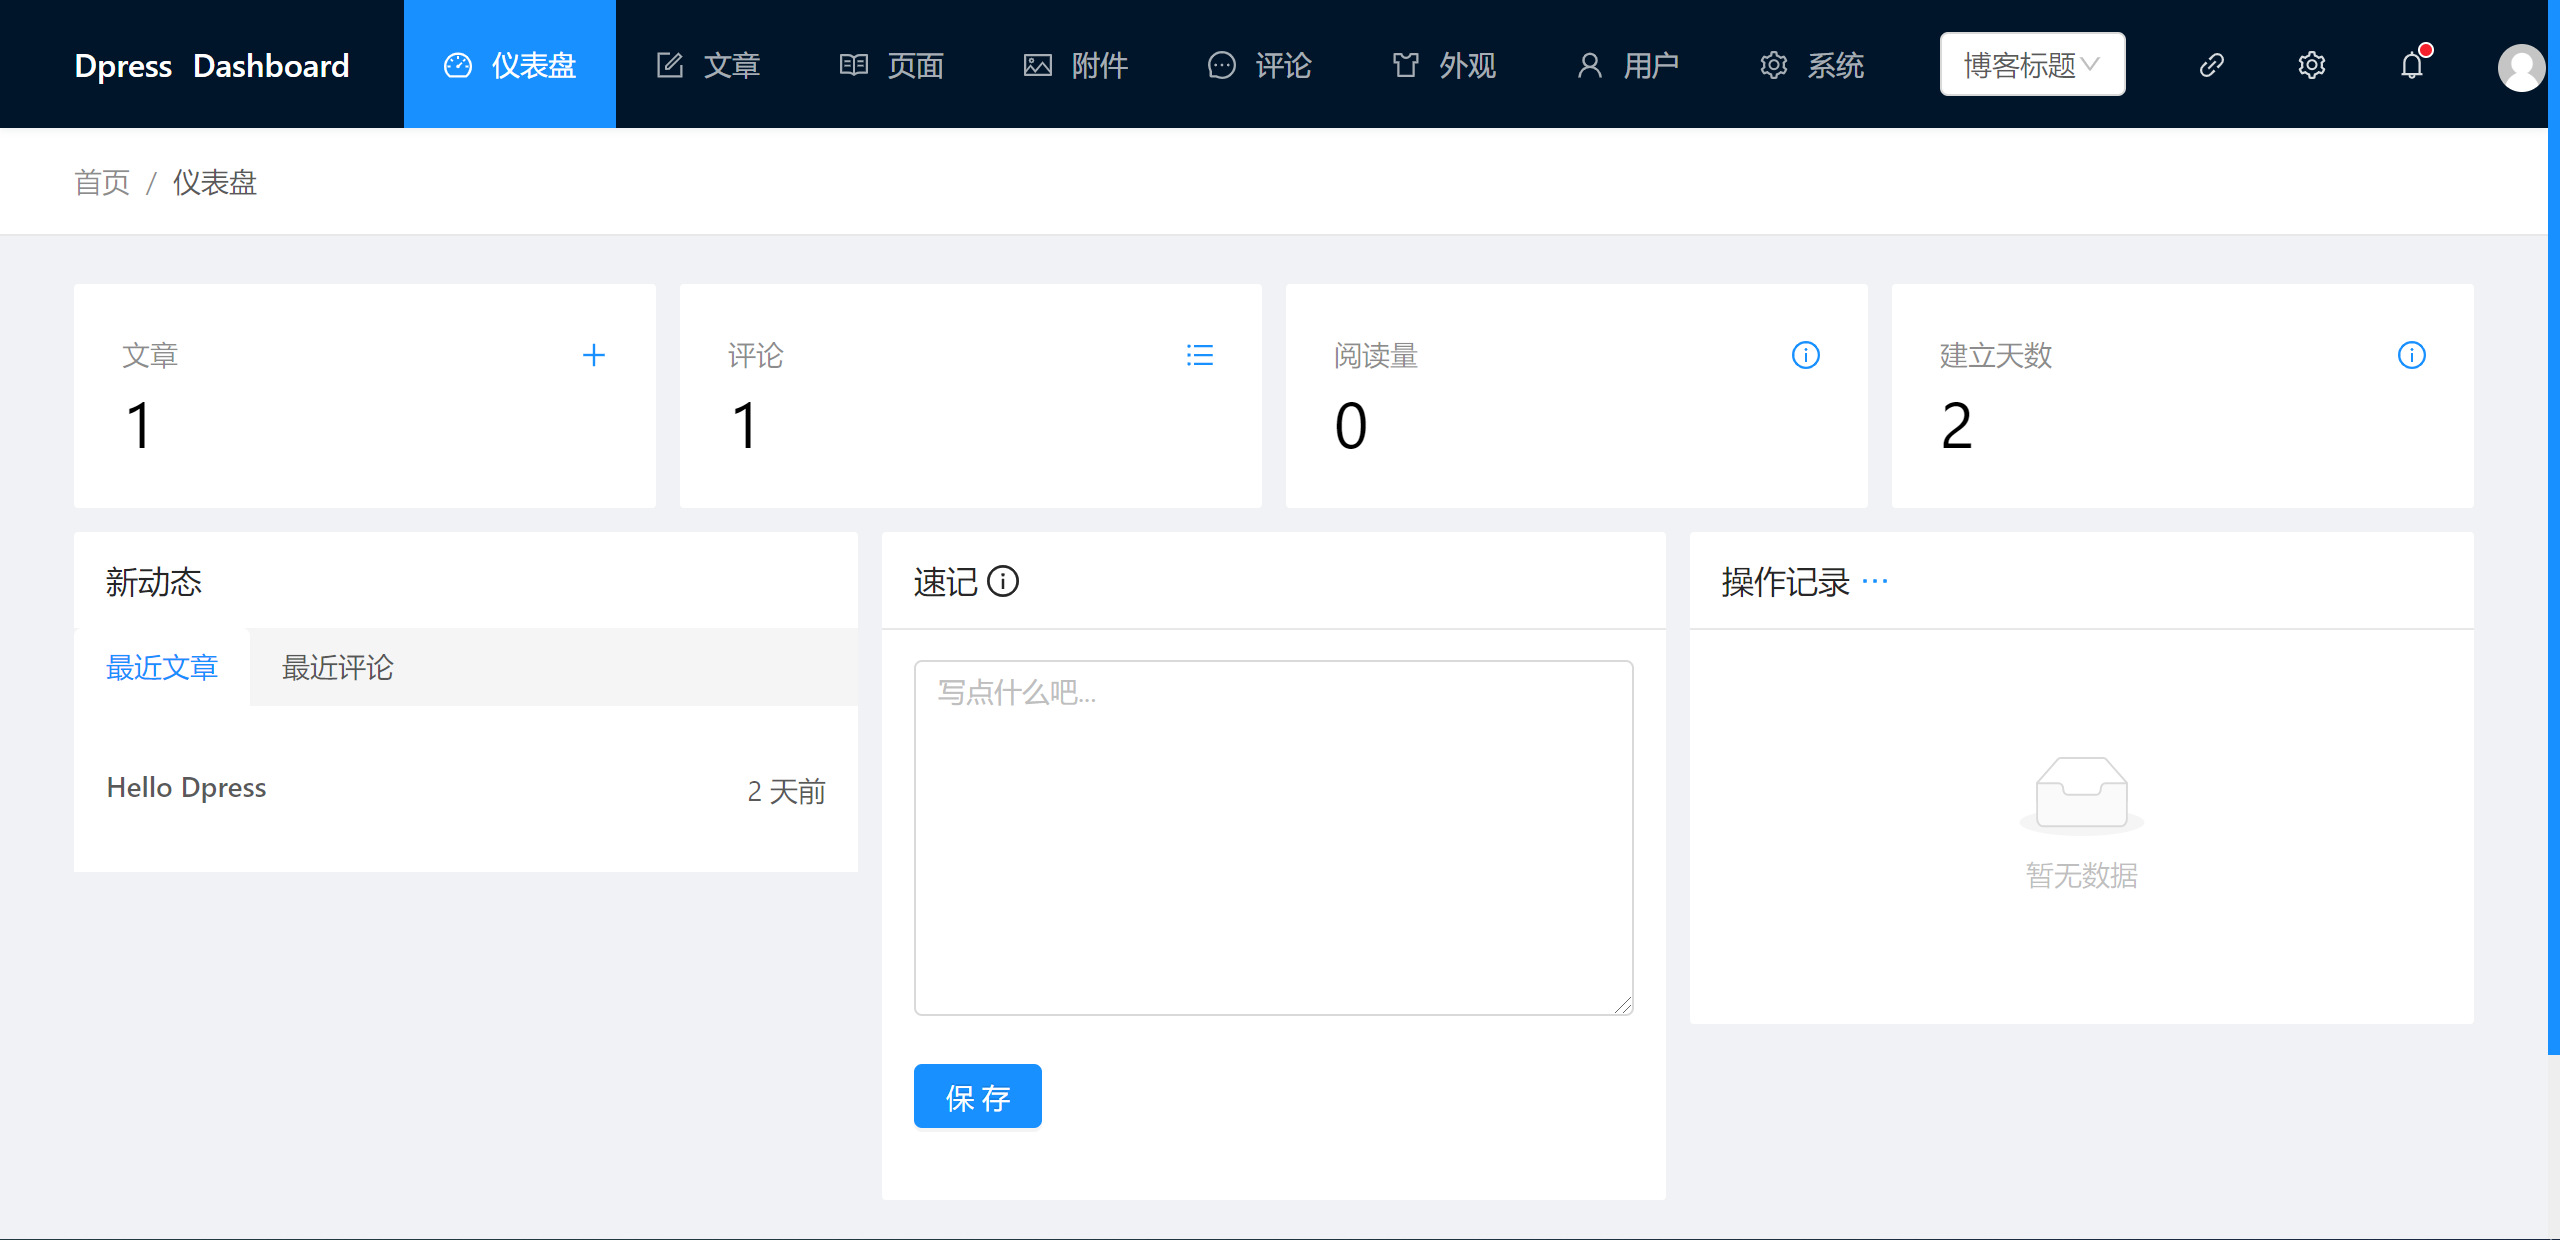 Dpress Dashboard 仪表盘 文章 页面 附件 评论 外观 用户 系统 博客标题
首页 / 仪表盘
文章
1
评论
1
阅读量
0
建立天数
2
新动态
最近文章 最近评论
Hello Dpress 2 天前
速记
写点什么吧...
保 存
操作记录 ···
暂无数据